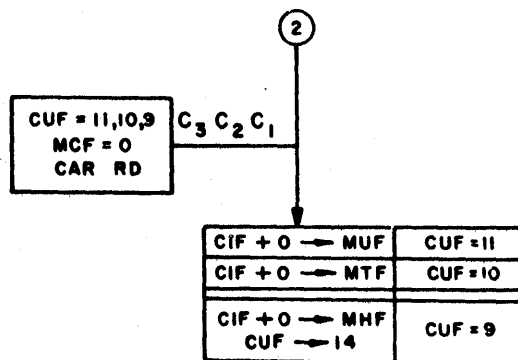 2
CUF = 11,10,9
MCF = 0
CAR RD
C3 C2 C1
CIF + 0 → MUF
CUF = 11
CIF + 0 → MTF
CUF = 10
CIF + 0 → MHF
CUF → 14
CUF = 9